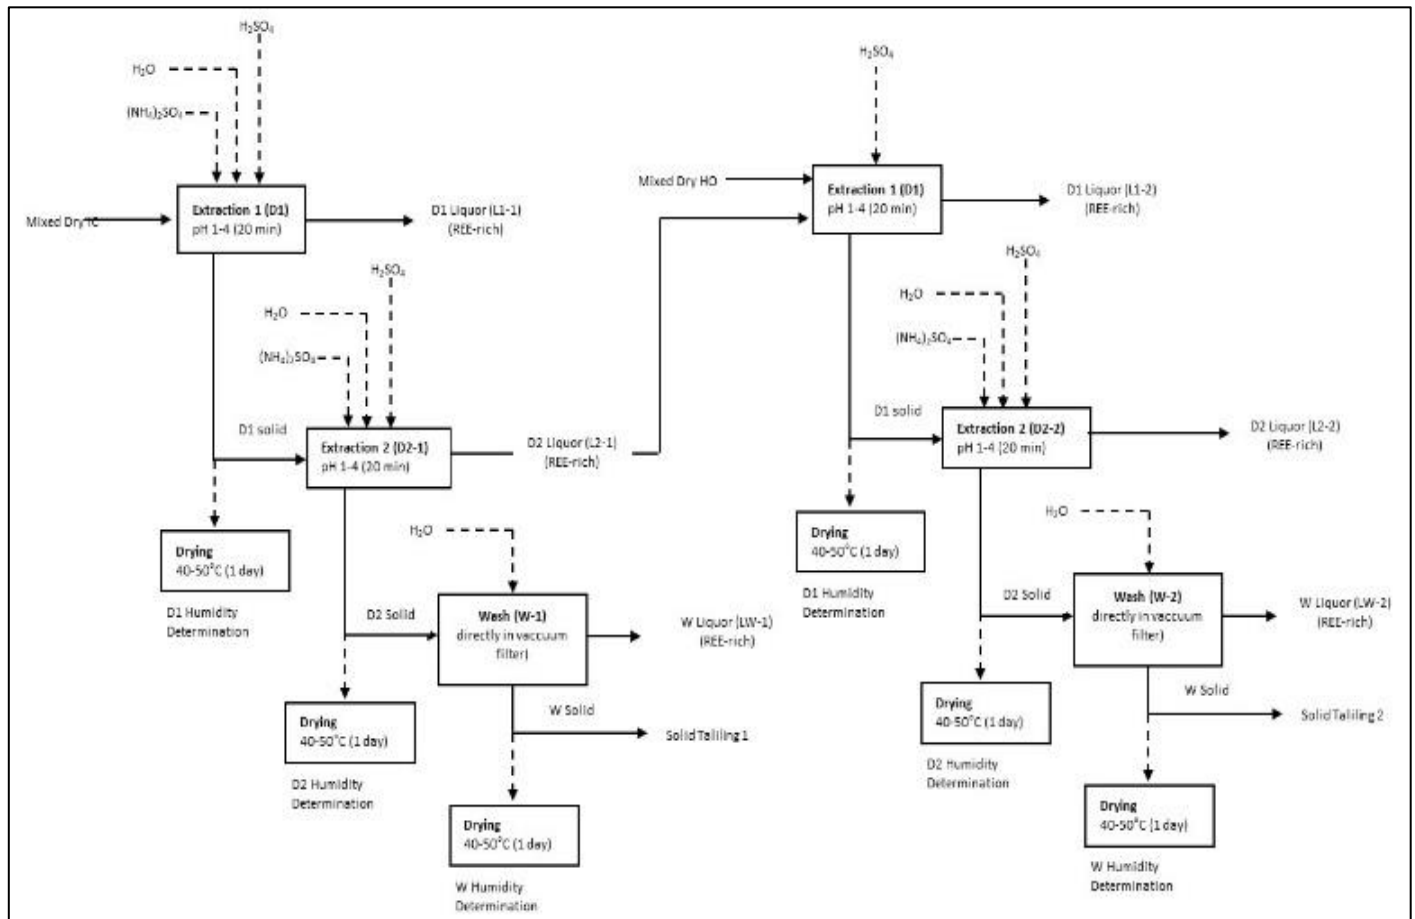 H₂SO₄
H₂O
(NH₄)₂SO₄
Mixed Dry IC
Extraction 1 (D1)
pH 1-4 (20 min)
D1 Liquor (L1-1)
(REE-rich)
H₂SO₄
H₂O
(NH₄)₂SO₄
D1 solid
Extraction 2 (D2-1)
pH 1-4 (20 min)
D2 Liquor (L2-1)
(REE-rich)
Drying
40-50°C (1 day)
D1 Humidity
Determination
H₂O
D2 Solid
Wash (W-1)
directly in vaccuum
filter)
W Liquor (LW-1)
(REE-rich)
Drying
40-50°C (1 day)
D2 Humidity
Determination
W Solid
Solid Taliling 1
Drying
40-50°C (1 day)
W Humidity
Determination
H₂SO₄
Mixed Dry HO
Extraction 1 (D1)
pH 1-4 (20 min)
D1 Liquor (L1-2)
(REE-rich)
H₂SO₄
H₂O
(NH₄)₂SO₄
D1 solid
Extraction 2 (D2-2)
pH 1-4 (20 min)
D2 Liquor (L2-2)
(REE-rich)
Drying
40-50°C (1 day)
D1 Humidity
Determination
H₂O
D2 Solid
Wash (W-2)
directly in vaccuum
filter)
W Liquor (LW-2)
(REE-rich)
Drying
40-50°C (1 day)
D2 Humidity
Determination
W Solid
Solid Taliling 2
Drying
40-50°C (1 day)
W Humidity
Determination